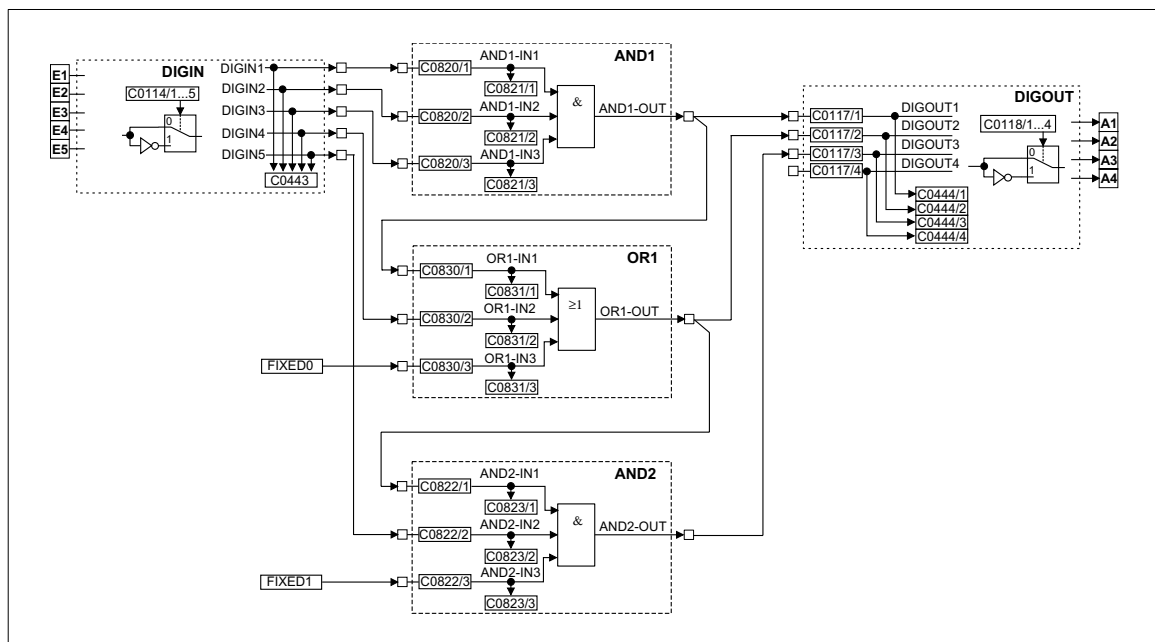 E1
E2
E3
E4
E5
DIGIN
C0114/1...5
0
1
DIGIN1
DIGIN2
DIGIN3
DIGIN4
DIGIN5
C0443
AND1
C0820/1
AND1-IN1
C0821/1
C0820/2
AND1-IN2
C0821/2
C0820/3
AND1-IN3
C0821/3
&
AND1-OUT
DIGOUT
C0117/1
C0117/2
C0117/3
C0117/4
DIGOUT1
DIGOUT2
DIGOUT3
DIGOUT4
C0118/1...4
0
1
C0444/1
C0444/2
C0444/3
C0444/4
A1
A2
A3
A4
OR1
C0830/1
OR1-IN1
C0831/1
C0830/2
OR1-IN2
C0831/2
C0830/3
OR1-IN3
C0831/3
≥1
OR1-OUT
FIXED0
AND2
C0822/1
AND2-IN1
C0823/1
C0822/2
AND2-IN2
C0823/2
C0822/3
AND2-IN3
C0823/3
&
AND2-OUT
FIXED1